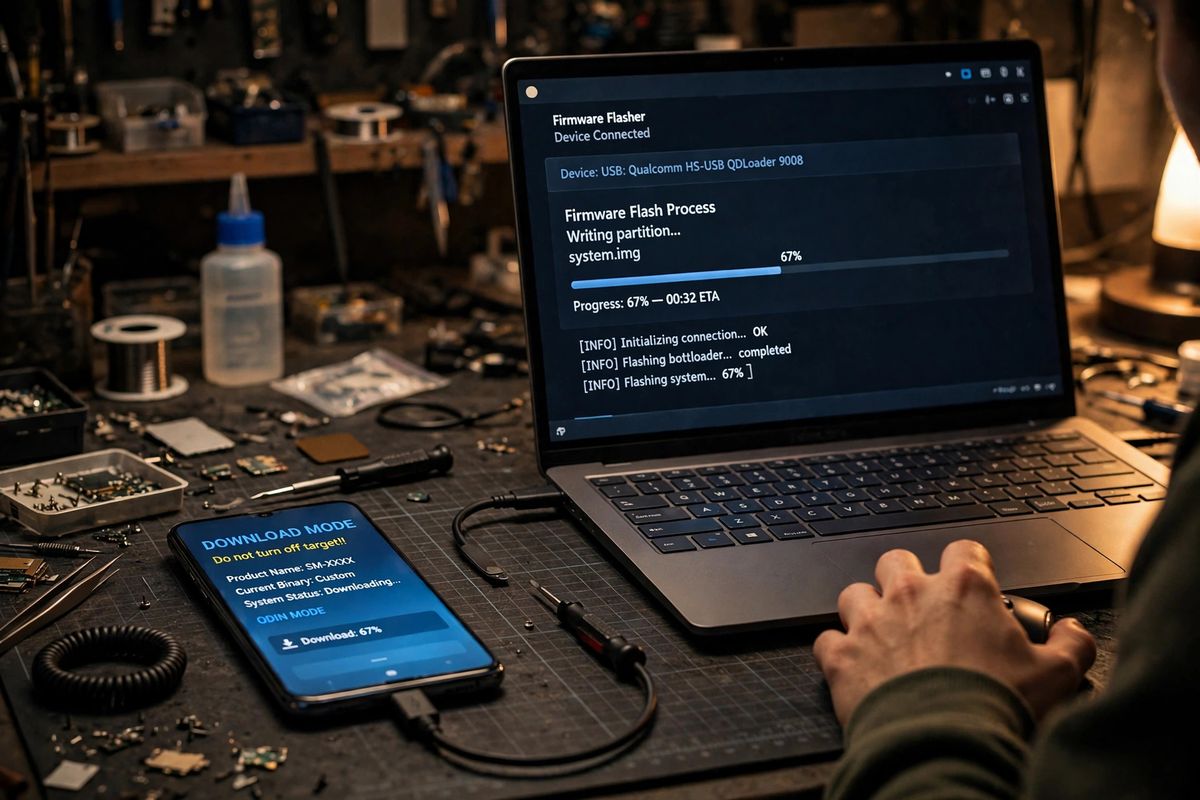 Firmware Flasher
Device Connected
Device: USB: Qualcomm HS-USB QDLoader 9008
Firmware Flash Process
Writing partition...
system.img
67%
Progress: 67% — 00:32 ETA
[INFO] Initializing connection... OK
[INFO] Flashing bottloader... completed
[INFO] Flashing system... 67% ]
DOWNLOAD MODE
Do not turn off target!!
Product Name: SM-XXXX
Current Binary: Custom
System Status: Downloading...
ODIN MODE
Download: 67%